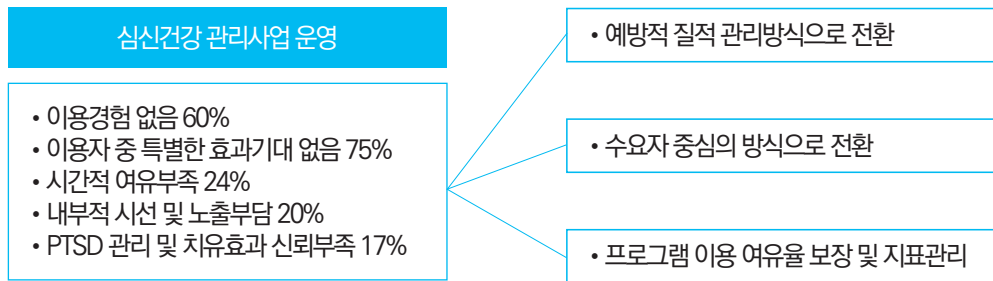 심신건강 관리사업 운영
• 이용경험 없음 60%
• 이용자 중 특별한 효과기대 없음 75%
• 시간적 여유부족 24%
• 내부적 시선 및 노출부담 20%
• PTSD 관리 및 치유효과 신뢰부족 17%
• 예방적 질적 관리방식으로 전환
• 수요자 중심의 방식으로 전환
• 프로그램 이용 여유율 보장 및 지표관리